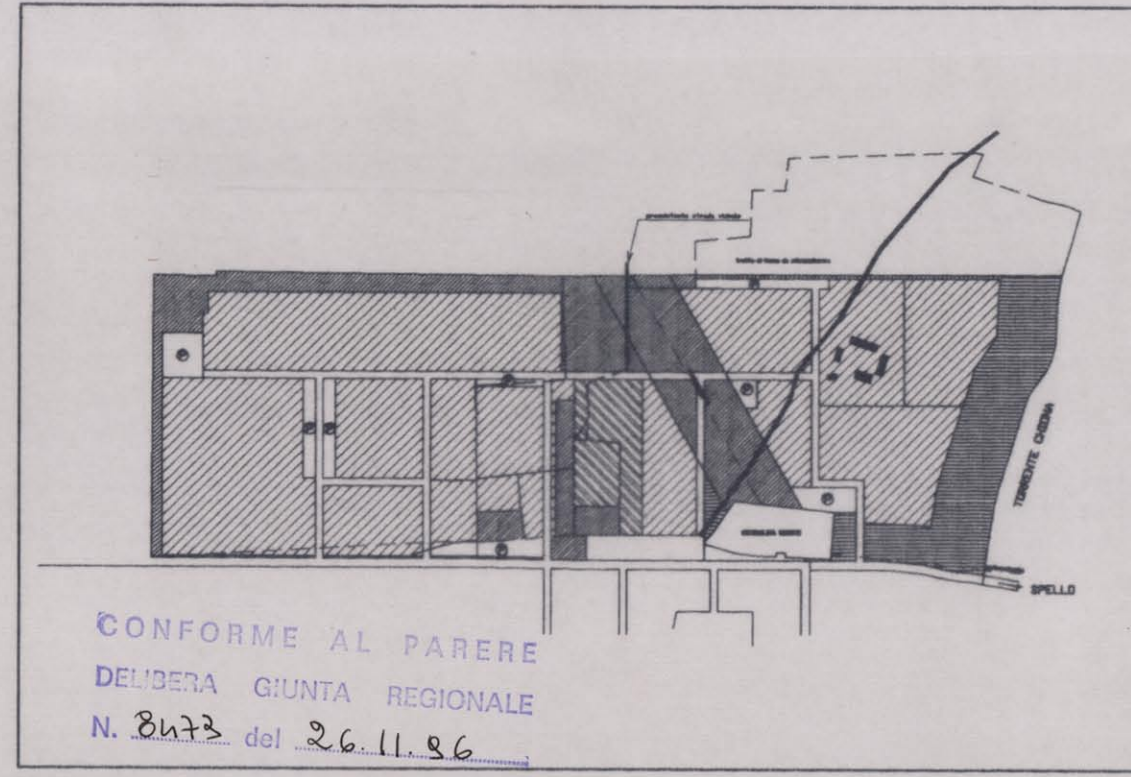 TORRENTE CHIONA
SPELLO
CONFORME AL PARERE
DELIBERA GIUNTA REGIONALE
N. 8473 del 26.11.96